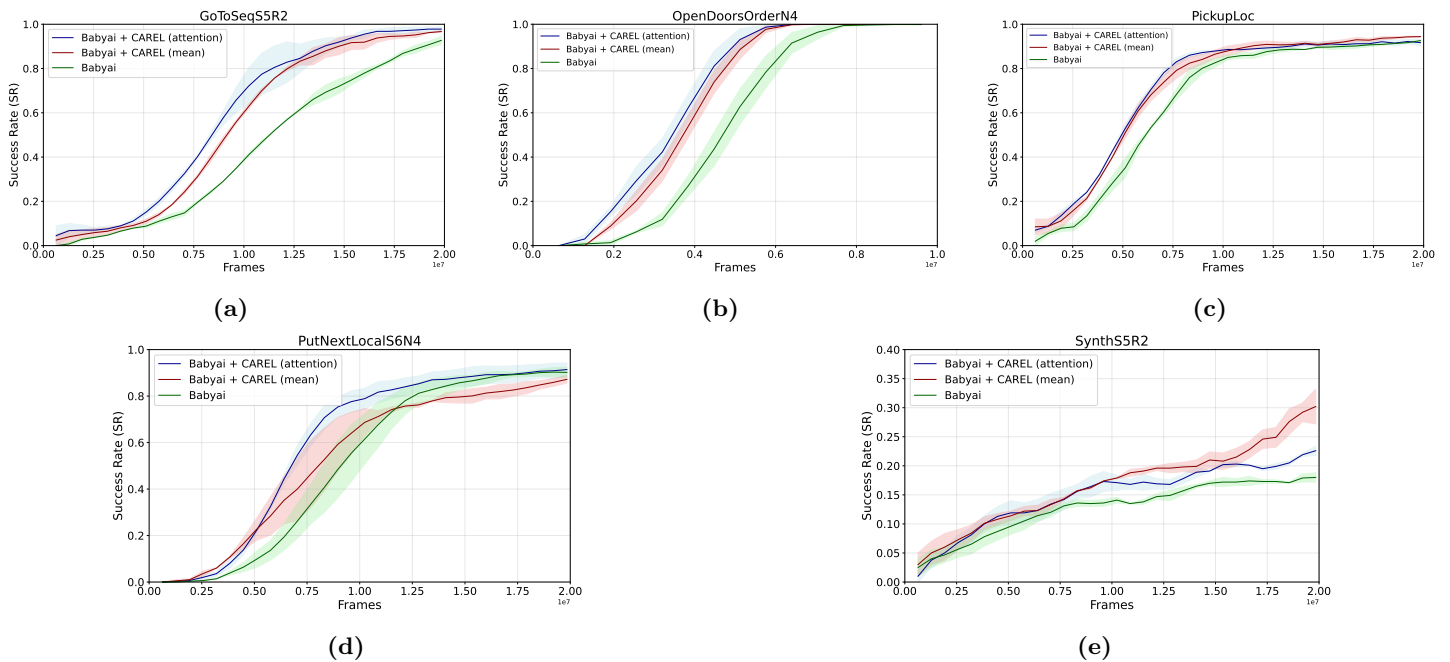 GoToSeqS5R2
Babyai + CAREL (attention)
Babyai + CAREL (mean)
Babyai
Success Rate (SR)
1.0
0.8
0.6
0.4
0.2
0.0
0.00 0.25 0.50 0.75 1.00 1.25 1.50 1.75 2.00
1e7
Frames
(a)
OpenDoorsOrderN4
Babyai + CAREL (attention)
Babyai + CAREL (mean)
Babyai
Success Rate (SR)
1.0
0.8
0.6
0.4
0.2
0.0
0.0 0.2 0.4 0.6 0.8 1.0
1e7
Frames
(b)
PickupLoc
Babyai + CAREL (attention)
Babyai + CAREL (mean)
Babyai
Success Rate (SR)
1.0
0.8
0.6
0.4
0.2
0.0
0.00 0.25 0.50 0.75 1.00 1.25 1.50 1.75 2.00
1e7
Frames
(c)
PutNextLocalS6N4
Babyai + CAREL (attention)
Babyai + CAREL (mean)
Babyai
Success Rate (SR)
1.0
0.8
0.6
0.4
0.2
0.0
0.00 0.25 0.50 0.75 1.00 1.25 1.50 1.75 2.00
1e7
Frames
(d)
SynthS5R2
Babyai + CAREL (attention)
Babyai + CAREL (mean)
Babyai
Success Rate (SR)
0.40
0.35
0.30
0.25
0.20
0.15
0.10
0.05
0.00
0.00 0.25 0.50 0.75 1.00 1.25 1.50 1.75 2.00
1e7
Frames
(e)